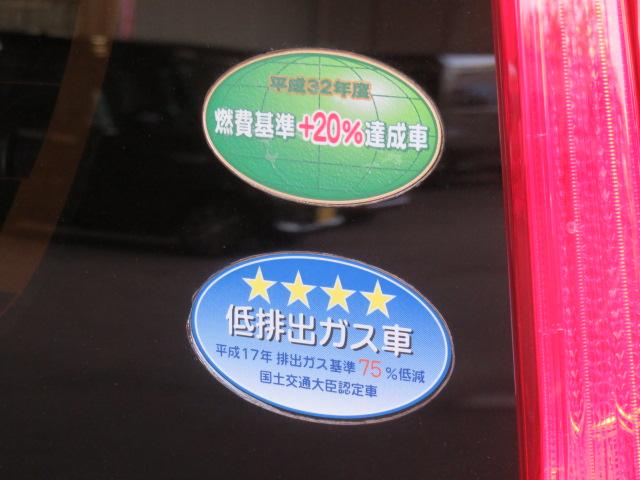 平成32年度
燃費基準+20%達成車
低排出ガス車
平成17年 排出ガス基準 75 %低減
国土交通大臣認定車